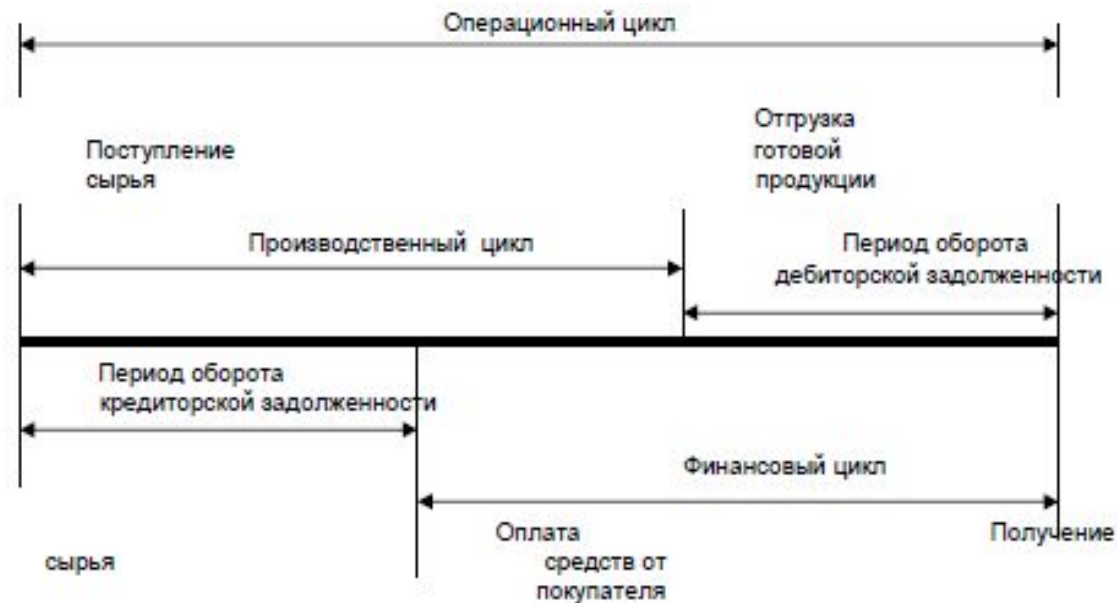 Операционный цикл
Поступление
сырья
Отгрузка
готовой
продукции
Производственный цикл
Период оборота
дебиторской задолженности
Период оборота
кредиторской задолженности
Финансовый цикл
Оплата
Получение
сырья
средств от
покупателя